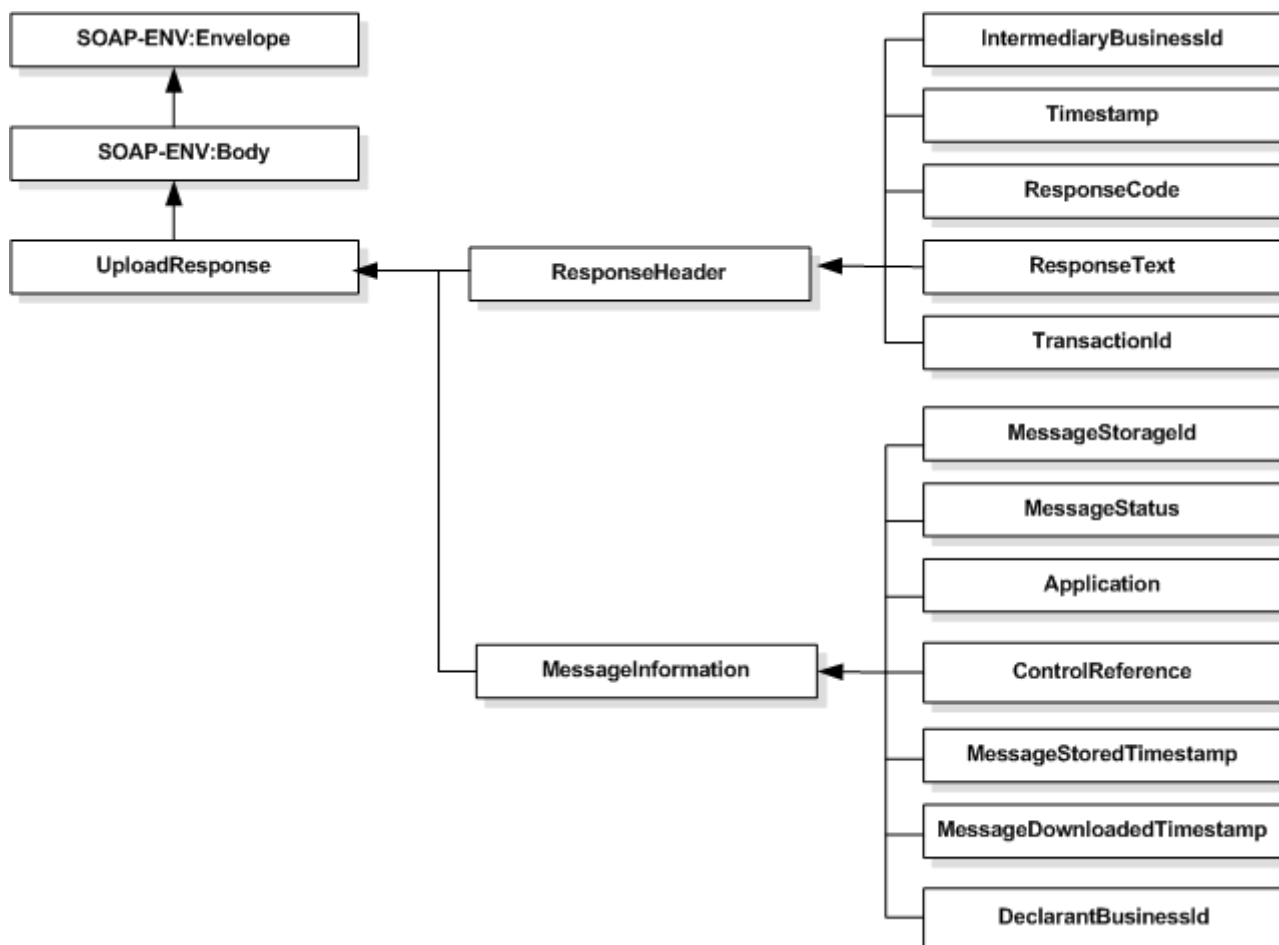 SOAP-ENV:Envelope
SOAP-ENV:Body
UploadResponse
ResponseHeader
MessageInformation
IntermediaryBusinessId
Timestamp
ResponseCode
ResponseText
TransactionId
MessageStorageId
MessageStatus
Application
ControlReference
MessageStoredTimestamp
MessageDownloadedTimestamp
DeclarantBusinessId